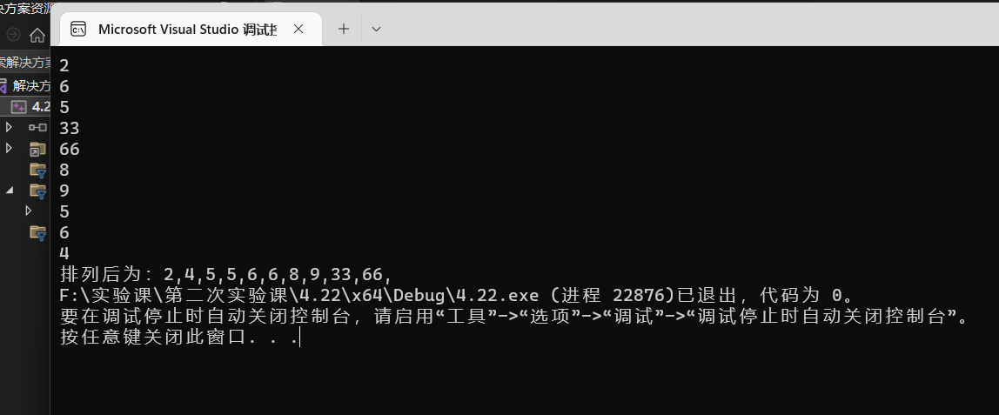 决方案资源
Microsoft Visual Studio 调试控
索解决方案
解决方
4.2
2
6
5
33
66
8
9
5
6
4
排列后为：2,4,5,5,6,6,8,9,33,66,
F:\实验课\第二次实验课\4.22\x64\Debug\4.22.exe (进程 22876)已退出，代码为 0。
要在调试停止时自动关闭控制台，请启用“工具”->“选项”->“调试”->“调试停止时自动关闭控制台”。
按任意键关闭此窗口. . .